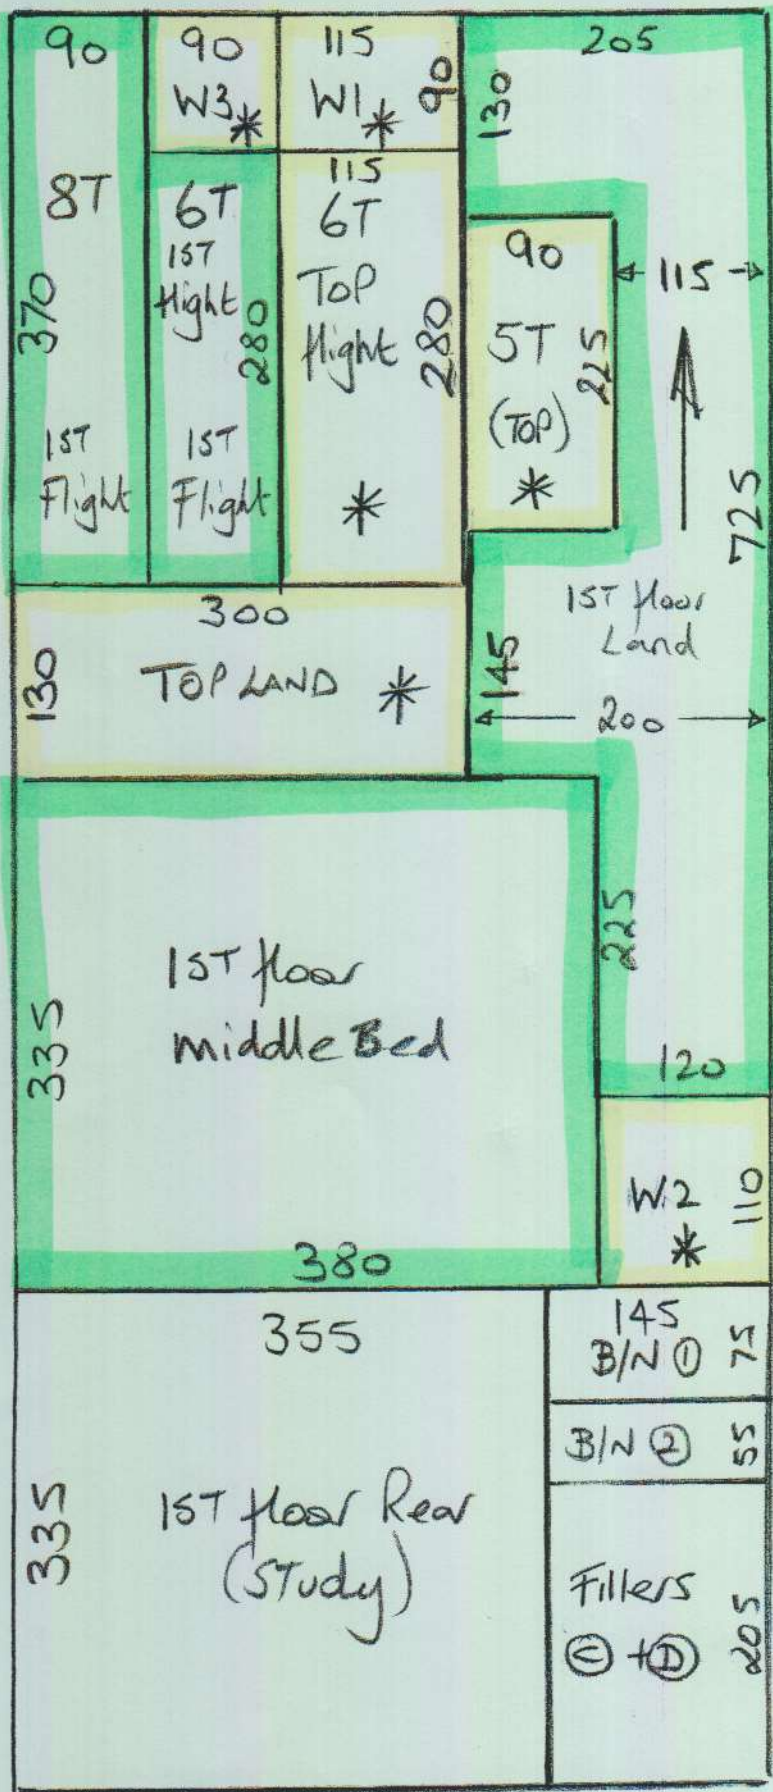 90
8T
370
1ST
Flight
90
W3 *
6T
1ST
flight
280
1ST
Flight
115
W1 *
90
115
6T
TOP
flight
280
*
205
130
90
5T
(TOP)
225
*
115
725
1ST floor
Land
145
200
225
120
300
130
TOP LAND *
1ST floor
middle Bed
335
380
W.2
*
110
355
335
1ST floor Rear
(STudy)
145
B/N ①
75
B/N ②
55
Fillers
Ⓒ + Ⓓ
205